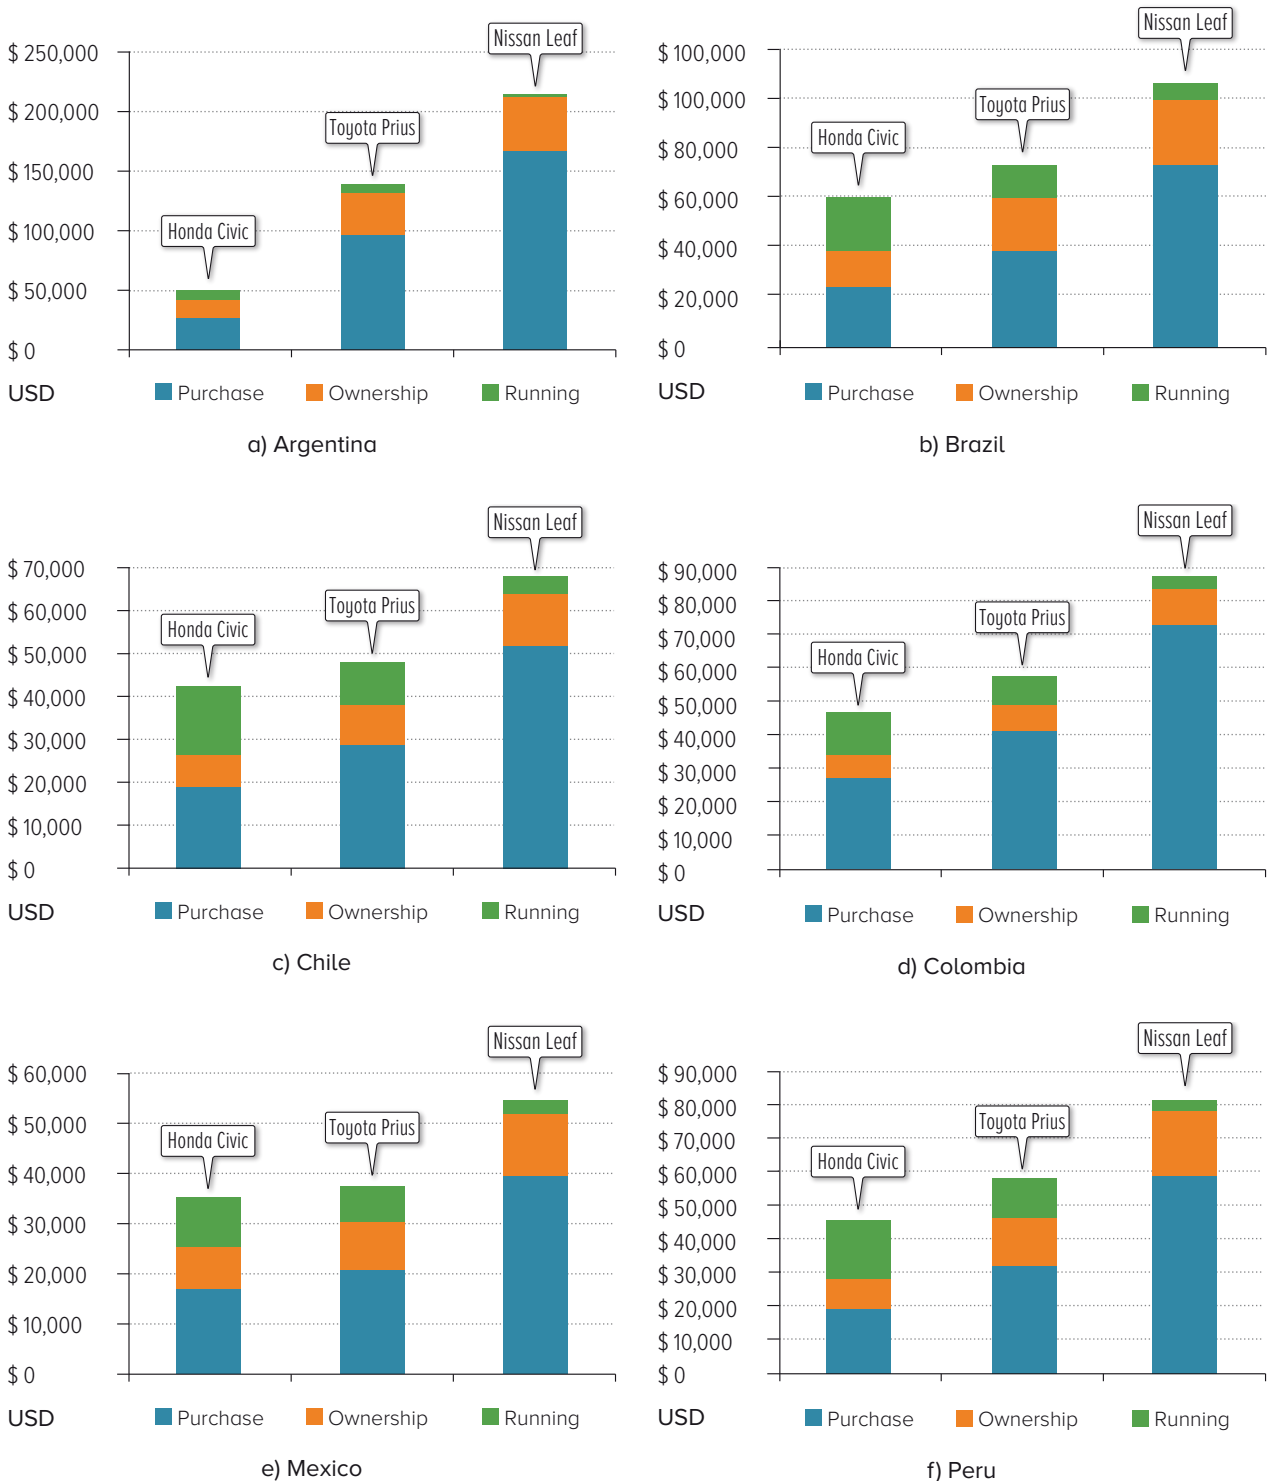 Nissan Leaf
$ 250,000
$ 200,000
Toyota Prius
$ 150,000
Honda Civic
$ 100,000
$ 50,000
$ 0
USD
Purchase
Ownership
Running
a) Argentina
Nissan Leaf
$ 100,000
$ 100,000
Toyota Prius
Honda Civic
$ 80,000
$ 60,000
$ 40,000
$ 20,000
$ 0
USD
Purchase
Ownership
Running
b) Brazil
Nissan Leaf
$ 70,000
Toyota Prius
$ 60,000
Honda Civic
$ 50,000
$ 40,000
$ 30,000
$ 20,000
$ 10,000
$ 0
USD
Purchase
Ownership
Running
c) Chile
Nissan Leaf
$ 90,000
$ 80,000
Toyota Prius
$ 70,000
Honda Civic
$ 60,000
$ 50,000
$ 40,000
$ 30,000
$ 20,000
$ 10,000
$ 0
USD
Purchase
Ownership
Running
d) Colombia
Nissan Leaf
$ 60,000
$ 50,000
Toyota Prius
Honda Civic
$ 40,000
$ 30,000
$ 20,000
$ 10,000
$ 0
USD
Purchase
Ownership
Running
e) Mexico
Nissan Leaf
$ 90,000
$ 80,000
Toyota Prius
$ 70,000
Honda Civic
$ 60,000
$ 50,000
$ 40,000
$ 30,000
$ 20,000
$ 10,000
$ 0
USD
Purchase
Ownership
Running
f) Peru